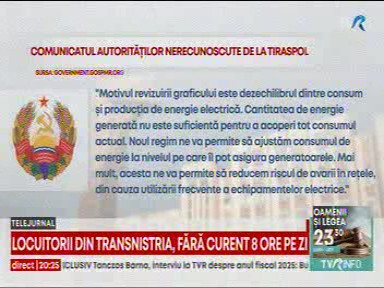 COMUNICATUL AUTORITĂȚILOR NERECUNOSCUTE DE LA TIRASPOL
SURSA: GOVERNMENT.GOSPMR.ORG
"Motivul revizuirii graficului este dezechilibrul dintre consum
și producția de energie electrică. Cantitatea de energie
generată nu este suficientă pentru a acoperi tot consumul
actual. Noul regim ne va permite să ajustăm consumul de
energie la nivelul pe care îl pot asigura generatoarele. Mai
mult, acesta ne va permite să reducem riscul de avarii în rețele,
din cauza utilizării frecvente a echipamentelor electrice."
TELEJURNAL
LOCUITORII DIN TRANSNISTRIA, FĂRĂ CURENT 8 ORE PE ZI
OAMENII
ȘI LEGEA
23:30
direct 20:25
CLUSIV Tanczos Barna, interviu la TVR despre anul fiscal 2025: Bu
TVR INFO